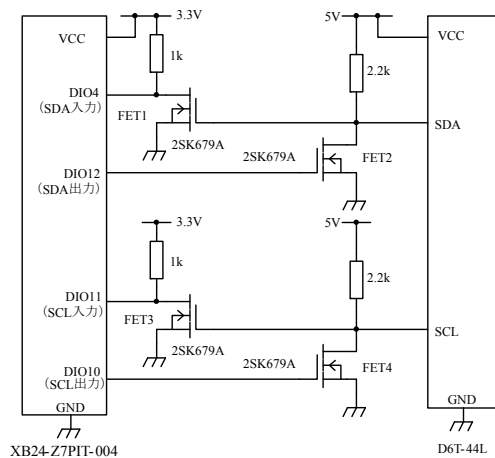 3.3V
5V
VCC
VCC
1k
2.2k
DIO4
(SDA入力)
FET1
SDA
2SK679A
2SK679A
FET2
DIO12
(SDA出力)
3.3V
5V
1k
2.2k
DIO11
(SCL入力)
FET3
SCL
2SK679A
2SK679A
FET4
DIO10
(SCL出力)
GND
GND
XB24-Z7PIT-004
D6T-44L